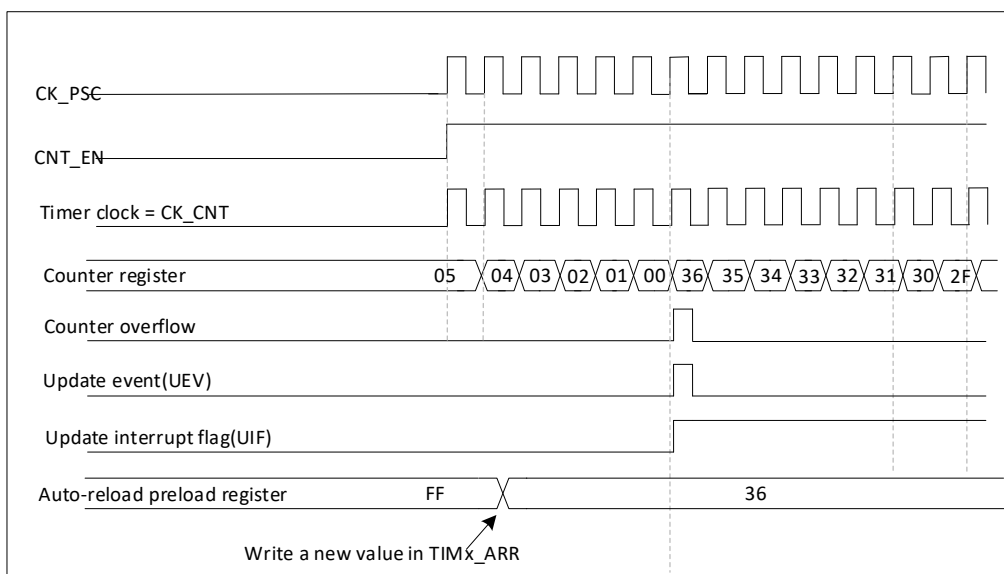 CK_PSC
CNT_EN
Timer clock = CK_CNT
Counter register 05 04 03 02 01 00 36 35 34 33 32 31 30 2F
Counter overflow
Update event(UEV)
Update interrupt flag(UIF)
Auto-reload preload register FF 36
Write a new value in TIMx_ARR